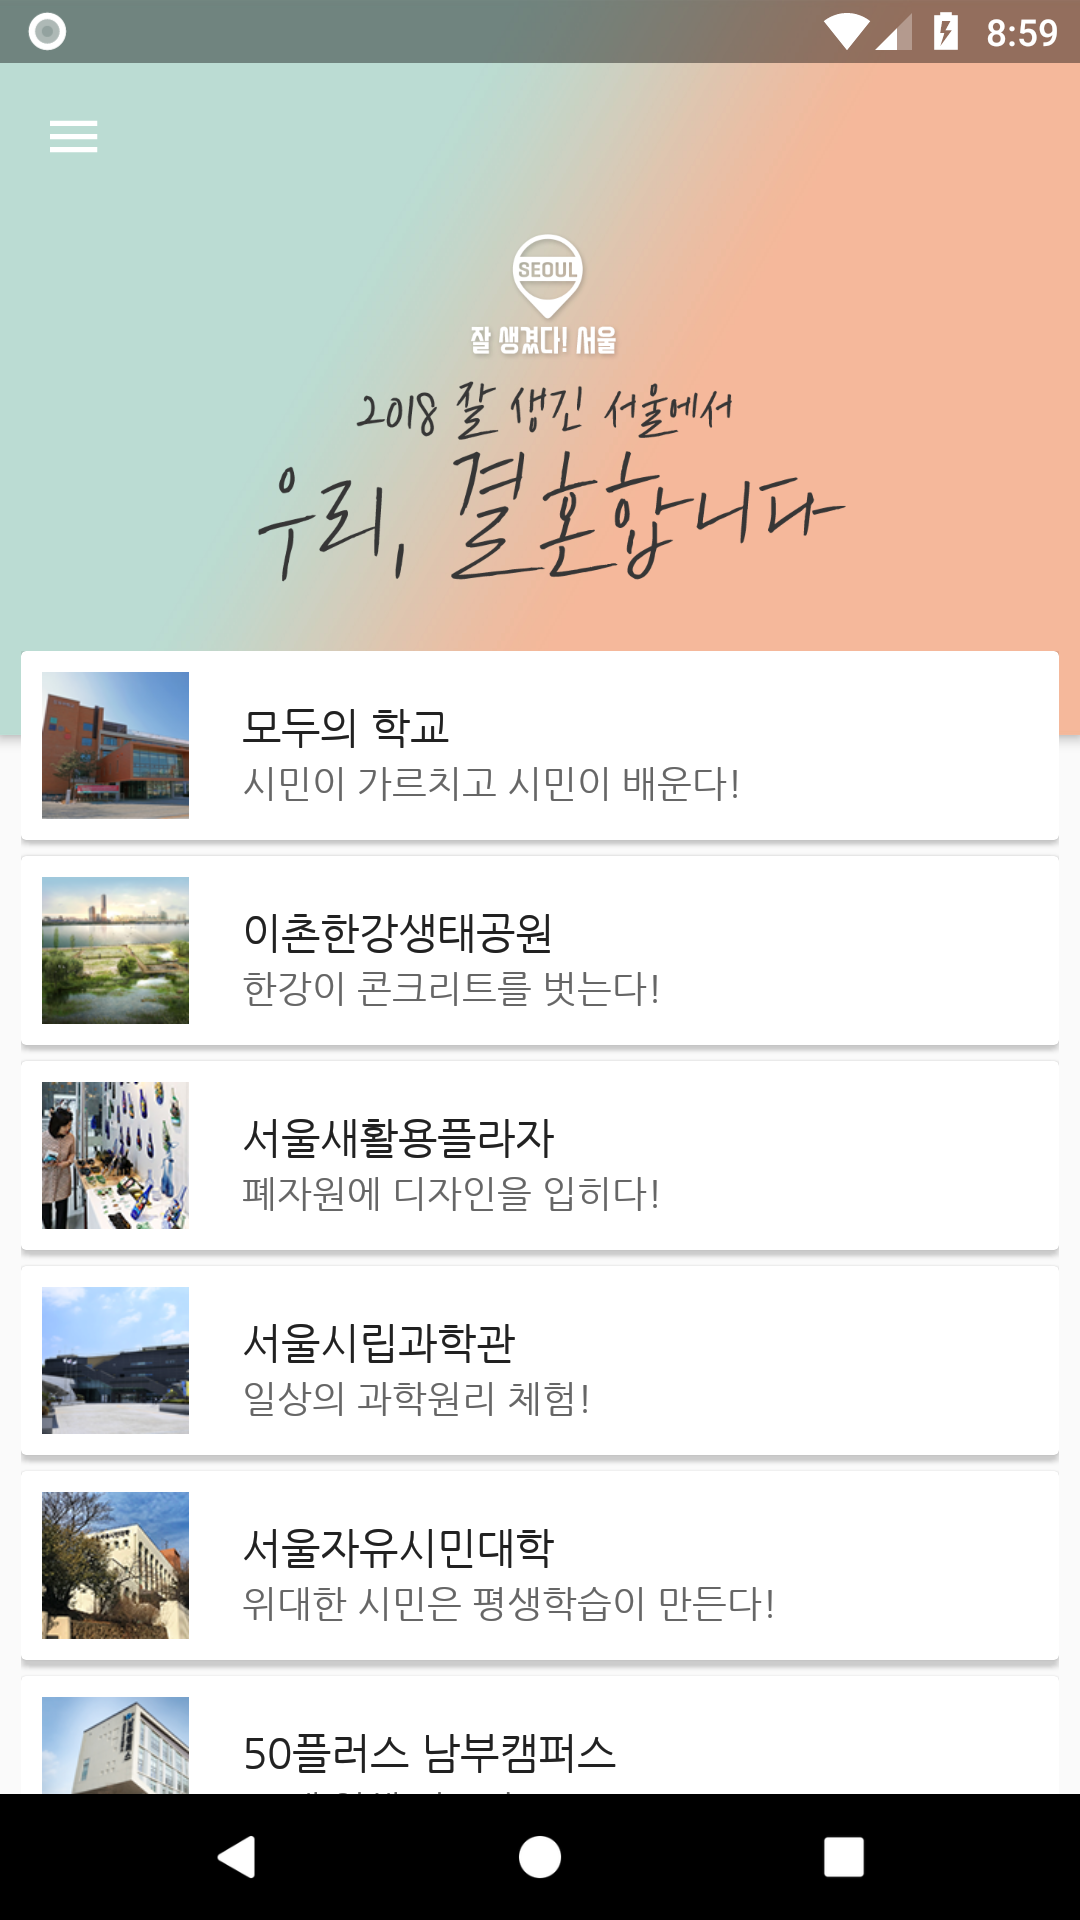 8:59
SEOUL
잘 생겼다! 서울
2018 잘 생긴 서울에서
우리, 결혼합니다
모두의 학교
시민이 가르치고 시민이 배운다!
이촌한강생태공원
한강이 콘크리트를 벗는다!
서울새활용플라자
폐자원에 디자인을 입히다!
서울시립과학관
일상의 과학원리 체험!
서울자유시민대학
위대한 시민은 평생학습이 만든다!
50플러스 남부캠퍼스